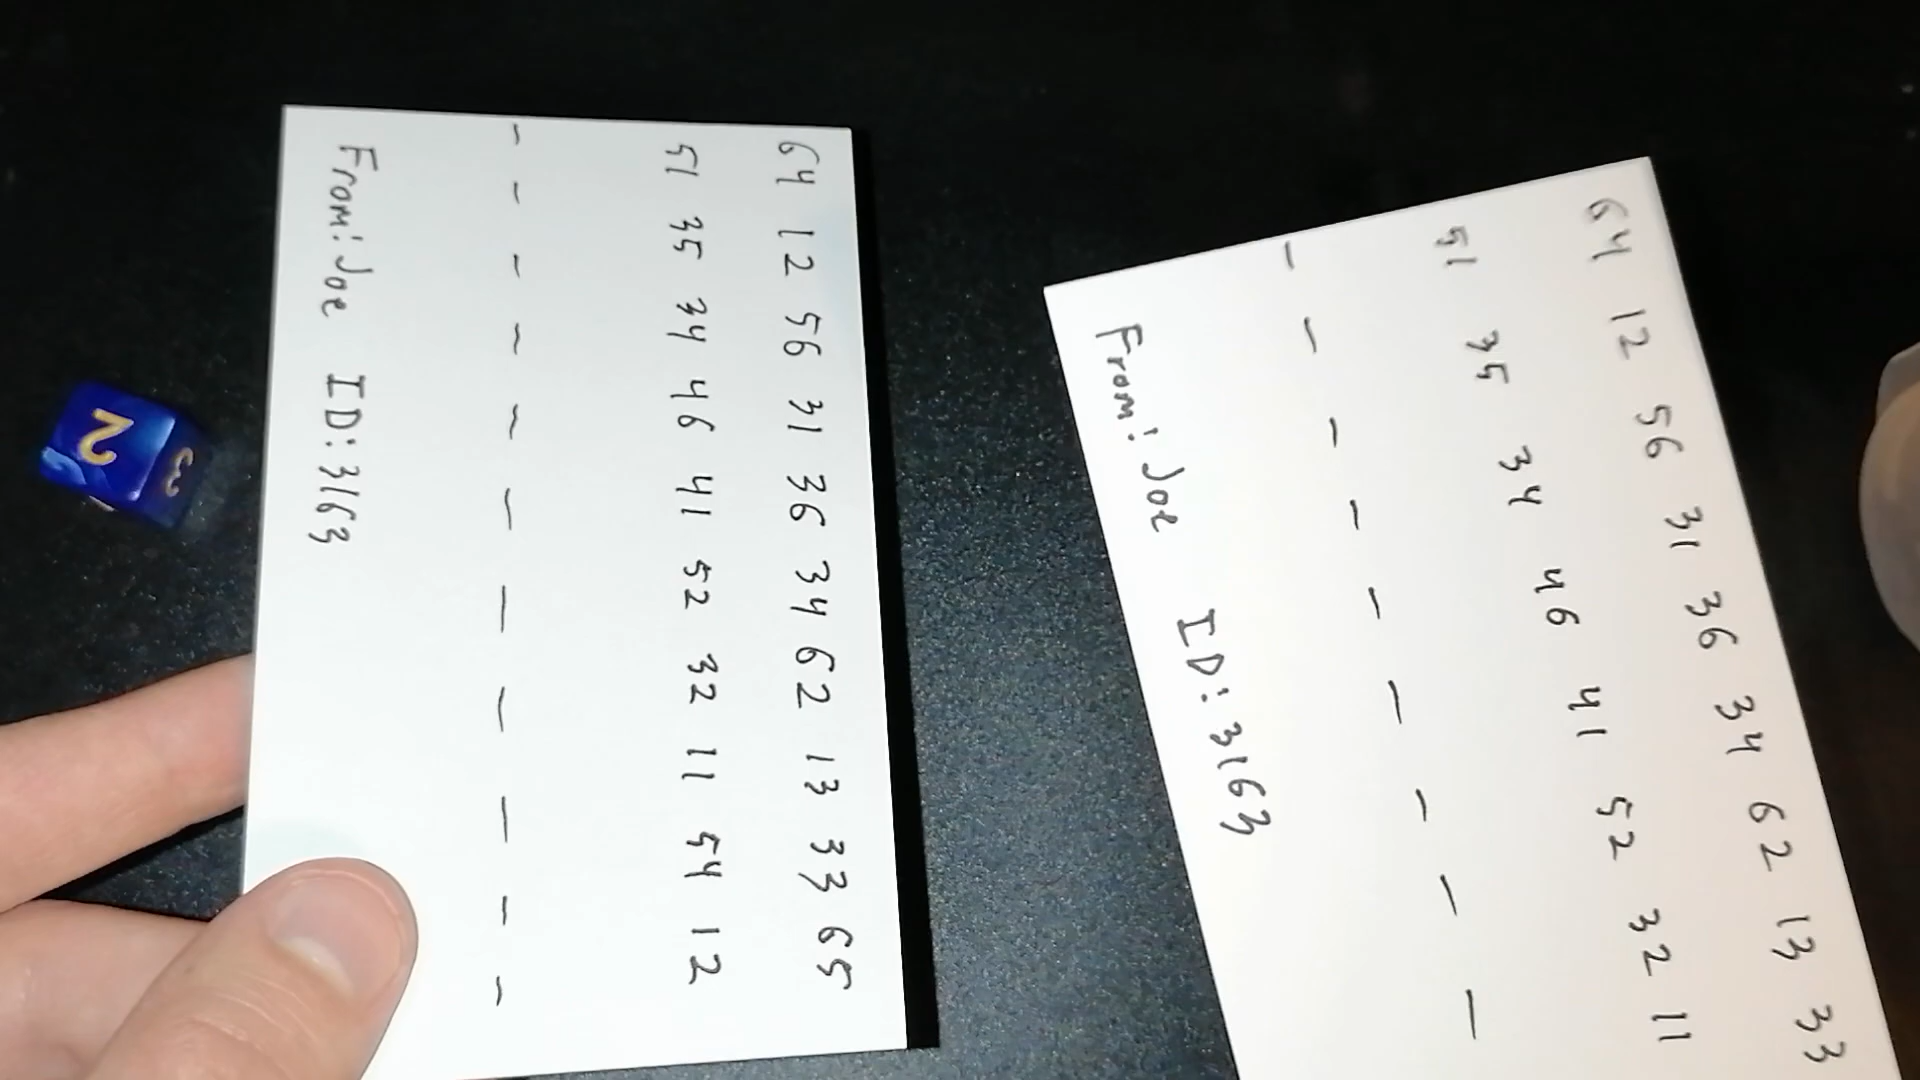 64 12 56 31 36 34 62 13 33 65
51 35 34 46 41 52 32 11 54 12
- - - - - - - - - - -
From: Joe ID: 3163
64 12 56 31 36 34 62 13 33
51 35 34 46 41 52 32 11
- - - - - - - - -
From: Joe ID: 3163
2
3